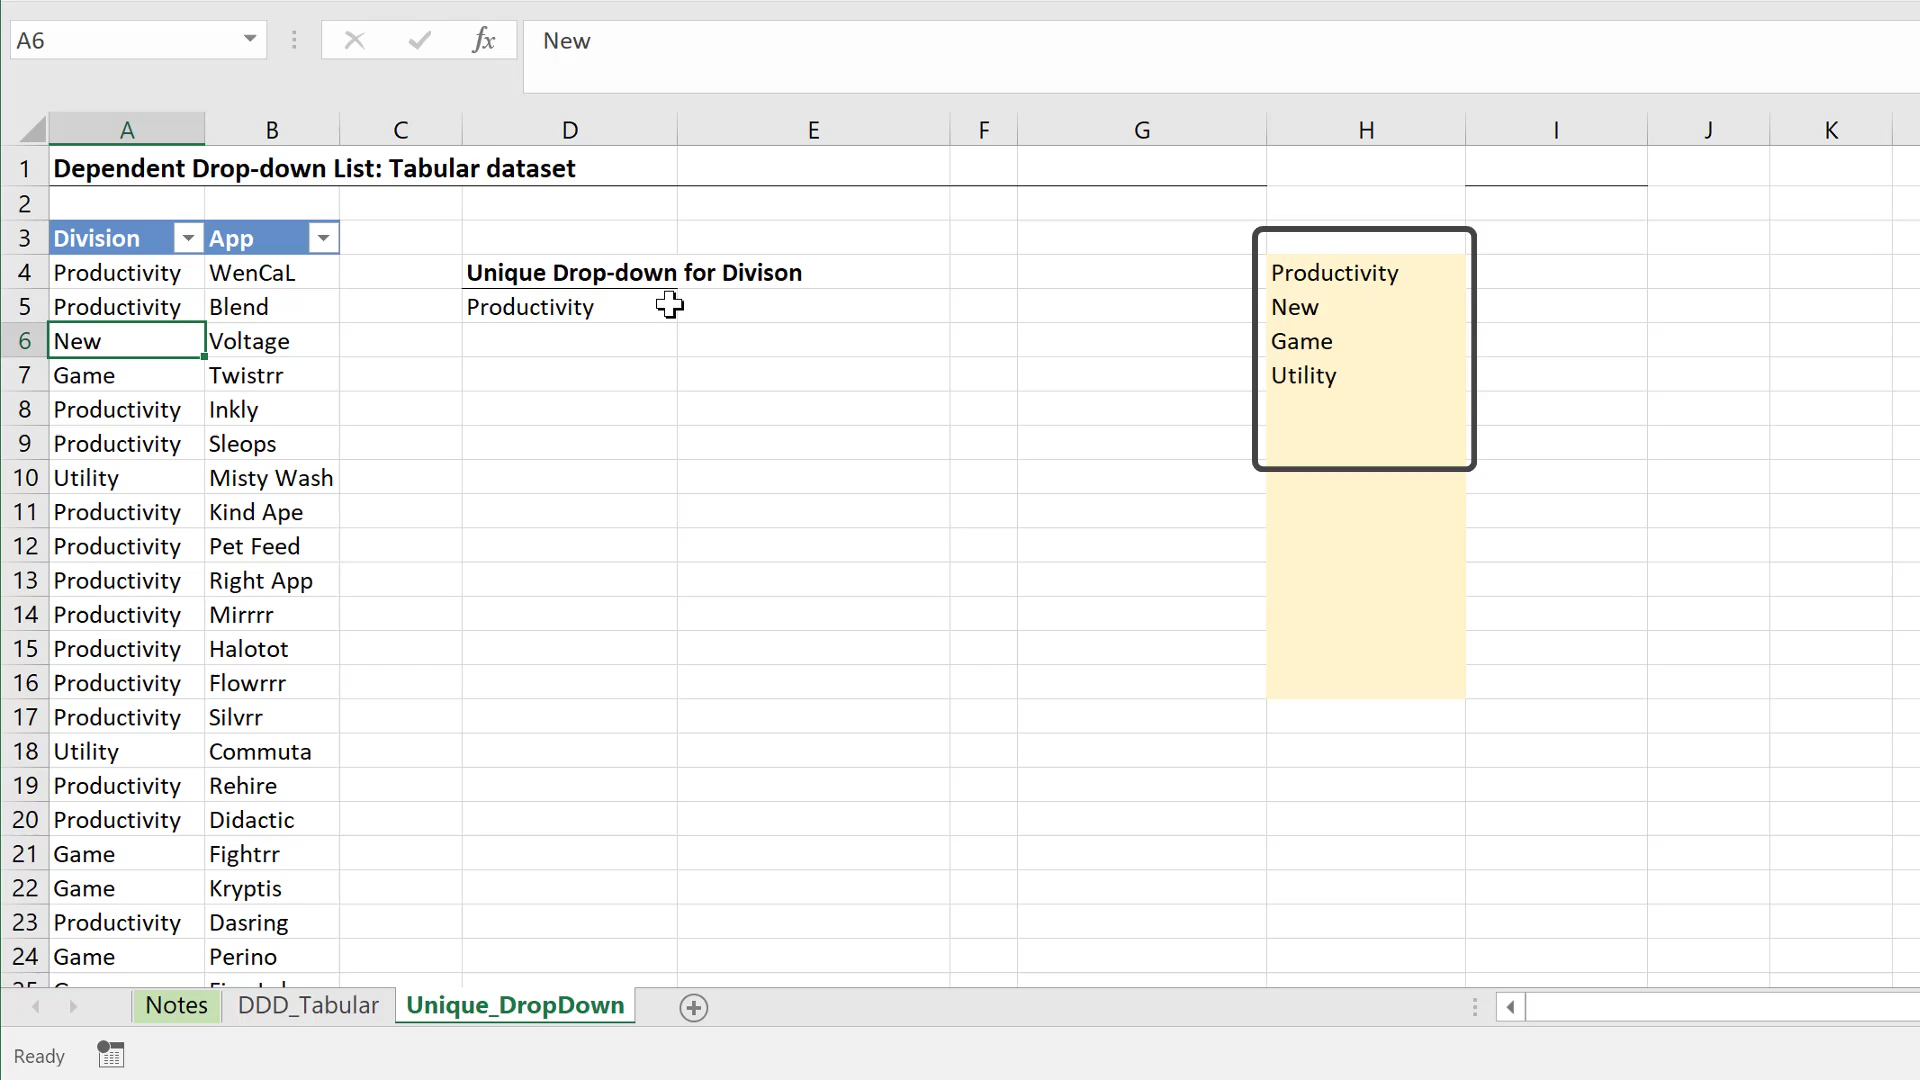 A6 fx New
A B C D E F G H I J K
1 Dependent Drop-down List: Tabular dataset
2
3 Division App
4 Productivity WenCaL Unique Drop-down for Divison Productivity
5 Productivity Blend Productivity New
6 New Voltage Game
7 Game Twistrr Utility
8 Productivity Inkly
9 Productivity Sleops
10 Utility Misty Wash
11 Productivity Kind Ape
12 Productivity Pet Feed
13 Productivity Right App
14 Productivity Mirrrr
15 Productivity Halotot
16 Productivity Flowrrr
17 Productivity Silvrr
18 Utility Commuta
19 Productivity Rehire
20 Productivity Didactic
21 Game Fightrr
22 Game Kryptis
23 Productivity Dasring
24 Game Perino
Notes DDD_Tabular Unique_DropDown
Ready